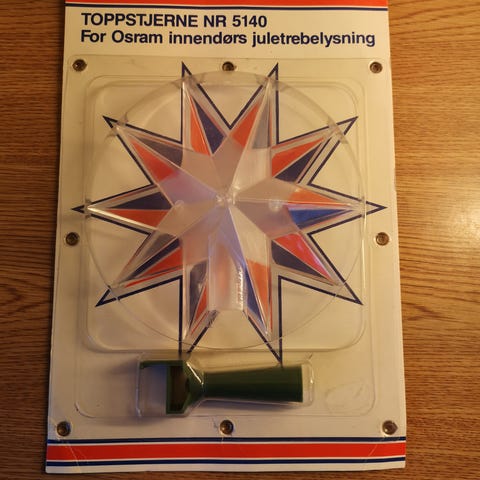 TOPPSTJERNE NR 5140
For Osram innendørs juletrebelysning